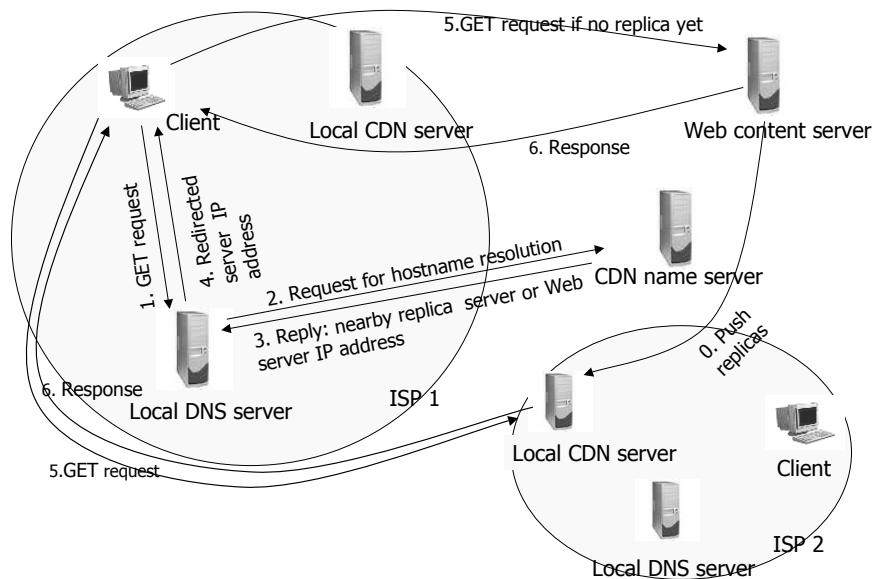 5.GET request if no replica yet
Client
Local CDN server
Web content server
6. Response
1. GET request
4. Redirected
server IP
address
2. Request for hostname resolution
CDN name server
3. Reply: nearby replica server or Web
server IP address
0. Push
replicas
6. Response
Local DNS server
ISP 1
5.GET request
Local CDN server
Client
ISP 2
Local DNS server